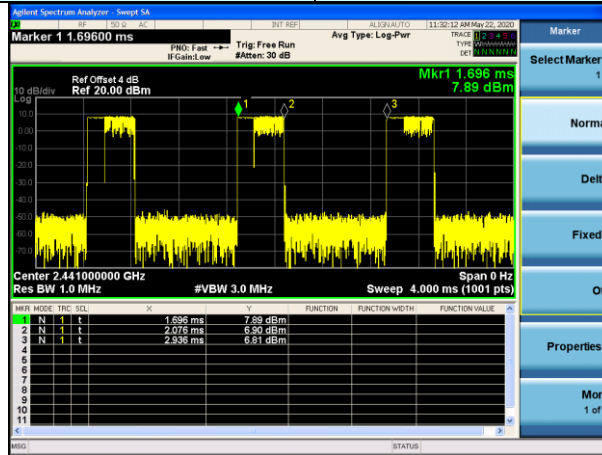 Agilent Spectrum Analyzer - Swept SA
RF 50 Ω AC INT REF ALIGNAUTO 11:32:12 AM May 22, 2020
Marker 1 1.69600 ms
PNO: Fast
IFGain:Low
Trig: Free Run
#Atten: 30 dB
Avg Type: Log-Pwr
TRACE 1 2 3 4 5 6
TYPE
DET N N N N N N
Marker
Select Marker
1
Ref Offset 4 dB
10 dB/div Ref 20.00 dBm
Log
Mkr1 1.696 ms
7.89 dBm
1
2
3
10.0
0.00
-10.0
-20.0
-30.0
-40.0
-50.0
-60.0
-70.0
Norma
Delt
Fixed
O
Properties
Mor
1 of
Center 2.441000000 GHz Span 0 Hz
Res BW 1.0 MHz #VBW 3.0 MHz Sweep 4.000 ms (1001 pts)
MKR MODE TRC SCL X Y FUNCTION FUNCTION WIDTH FUNCTION VALUE
1 N 1 t 1.696 ms 7.89 dBm
2 N 1 t 2.076 ms 6.90 dBm
3 N 1 t 2.936 ms 6.81 dBm
4
5
6
7
8
9
10
11
MSG STATUS